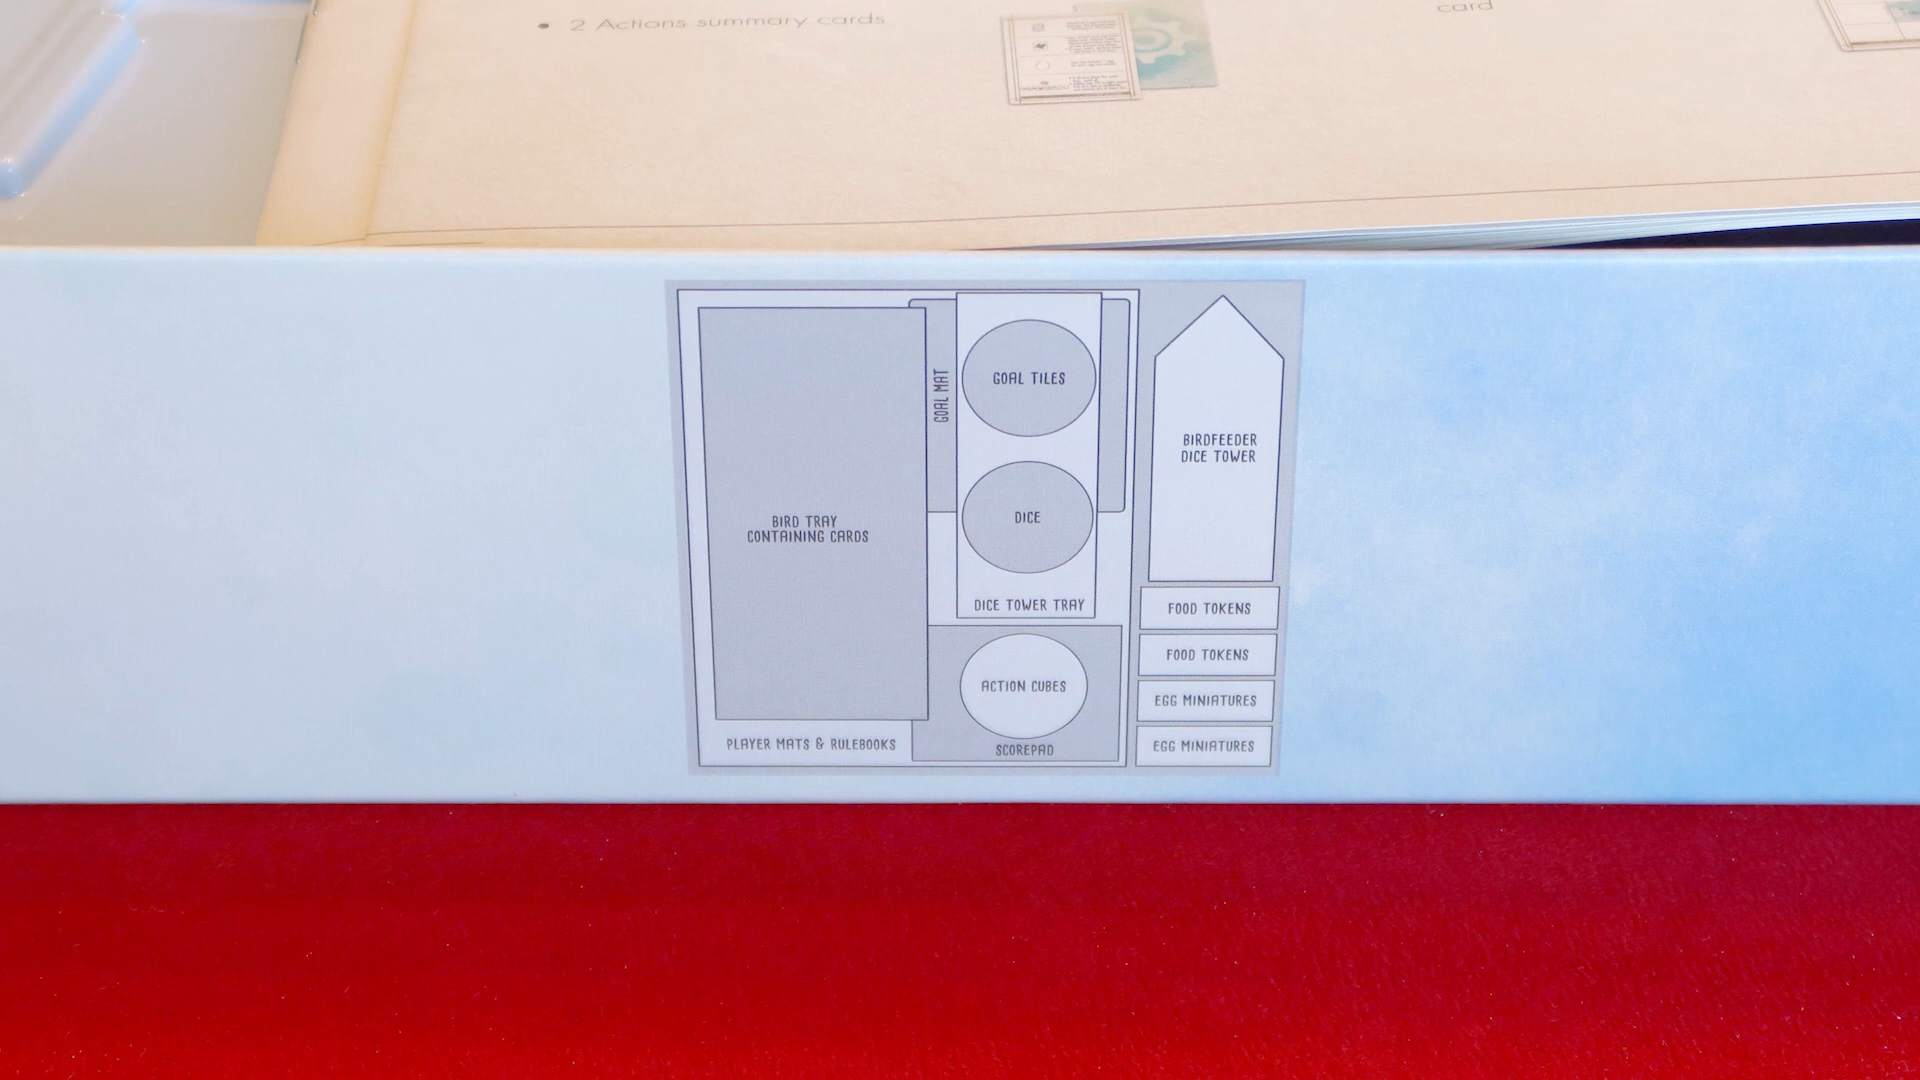 • 2 Actions summary cards
card
GOAL MAT
GOAL TILES
BIRDFEEDER
DICE TOWER
BIRD TRAY
CONTAINING CARDS
DICE
DICE TOWER TRAY
FOOD TOKENS
FOOD TOKENS
ACTION CUBES
EGG MINIATURES
PLAYER MATS & RULEBOOKS
SCOREPAD
EGG MINIATURES